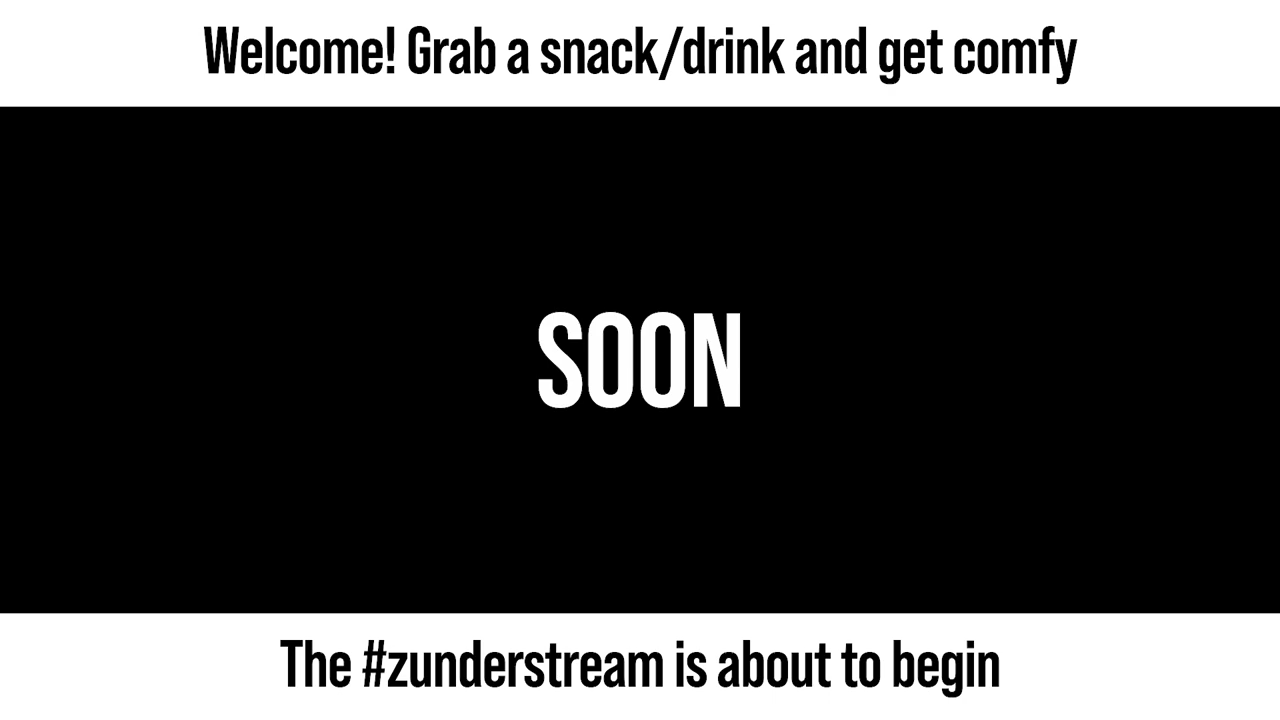 Welcome! Grab a snack/drink and get comfy
SOON
The #zunderstream is about to begin